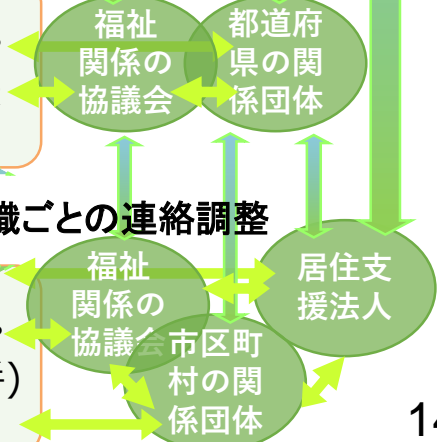 福祉
関係の
協議会
都道府
県の関
係団体
職ごとの連絡調整
福祉
関係の
協議会
居住支
援法人
市区町
村の関
係団体